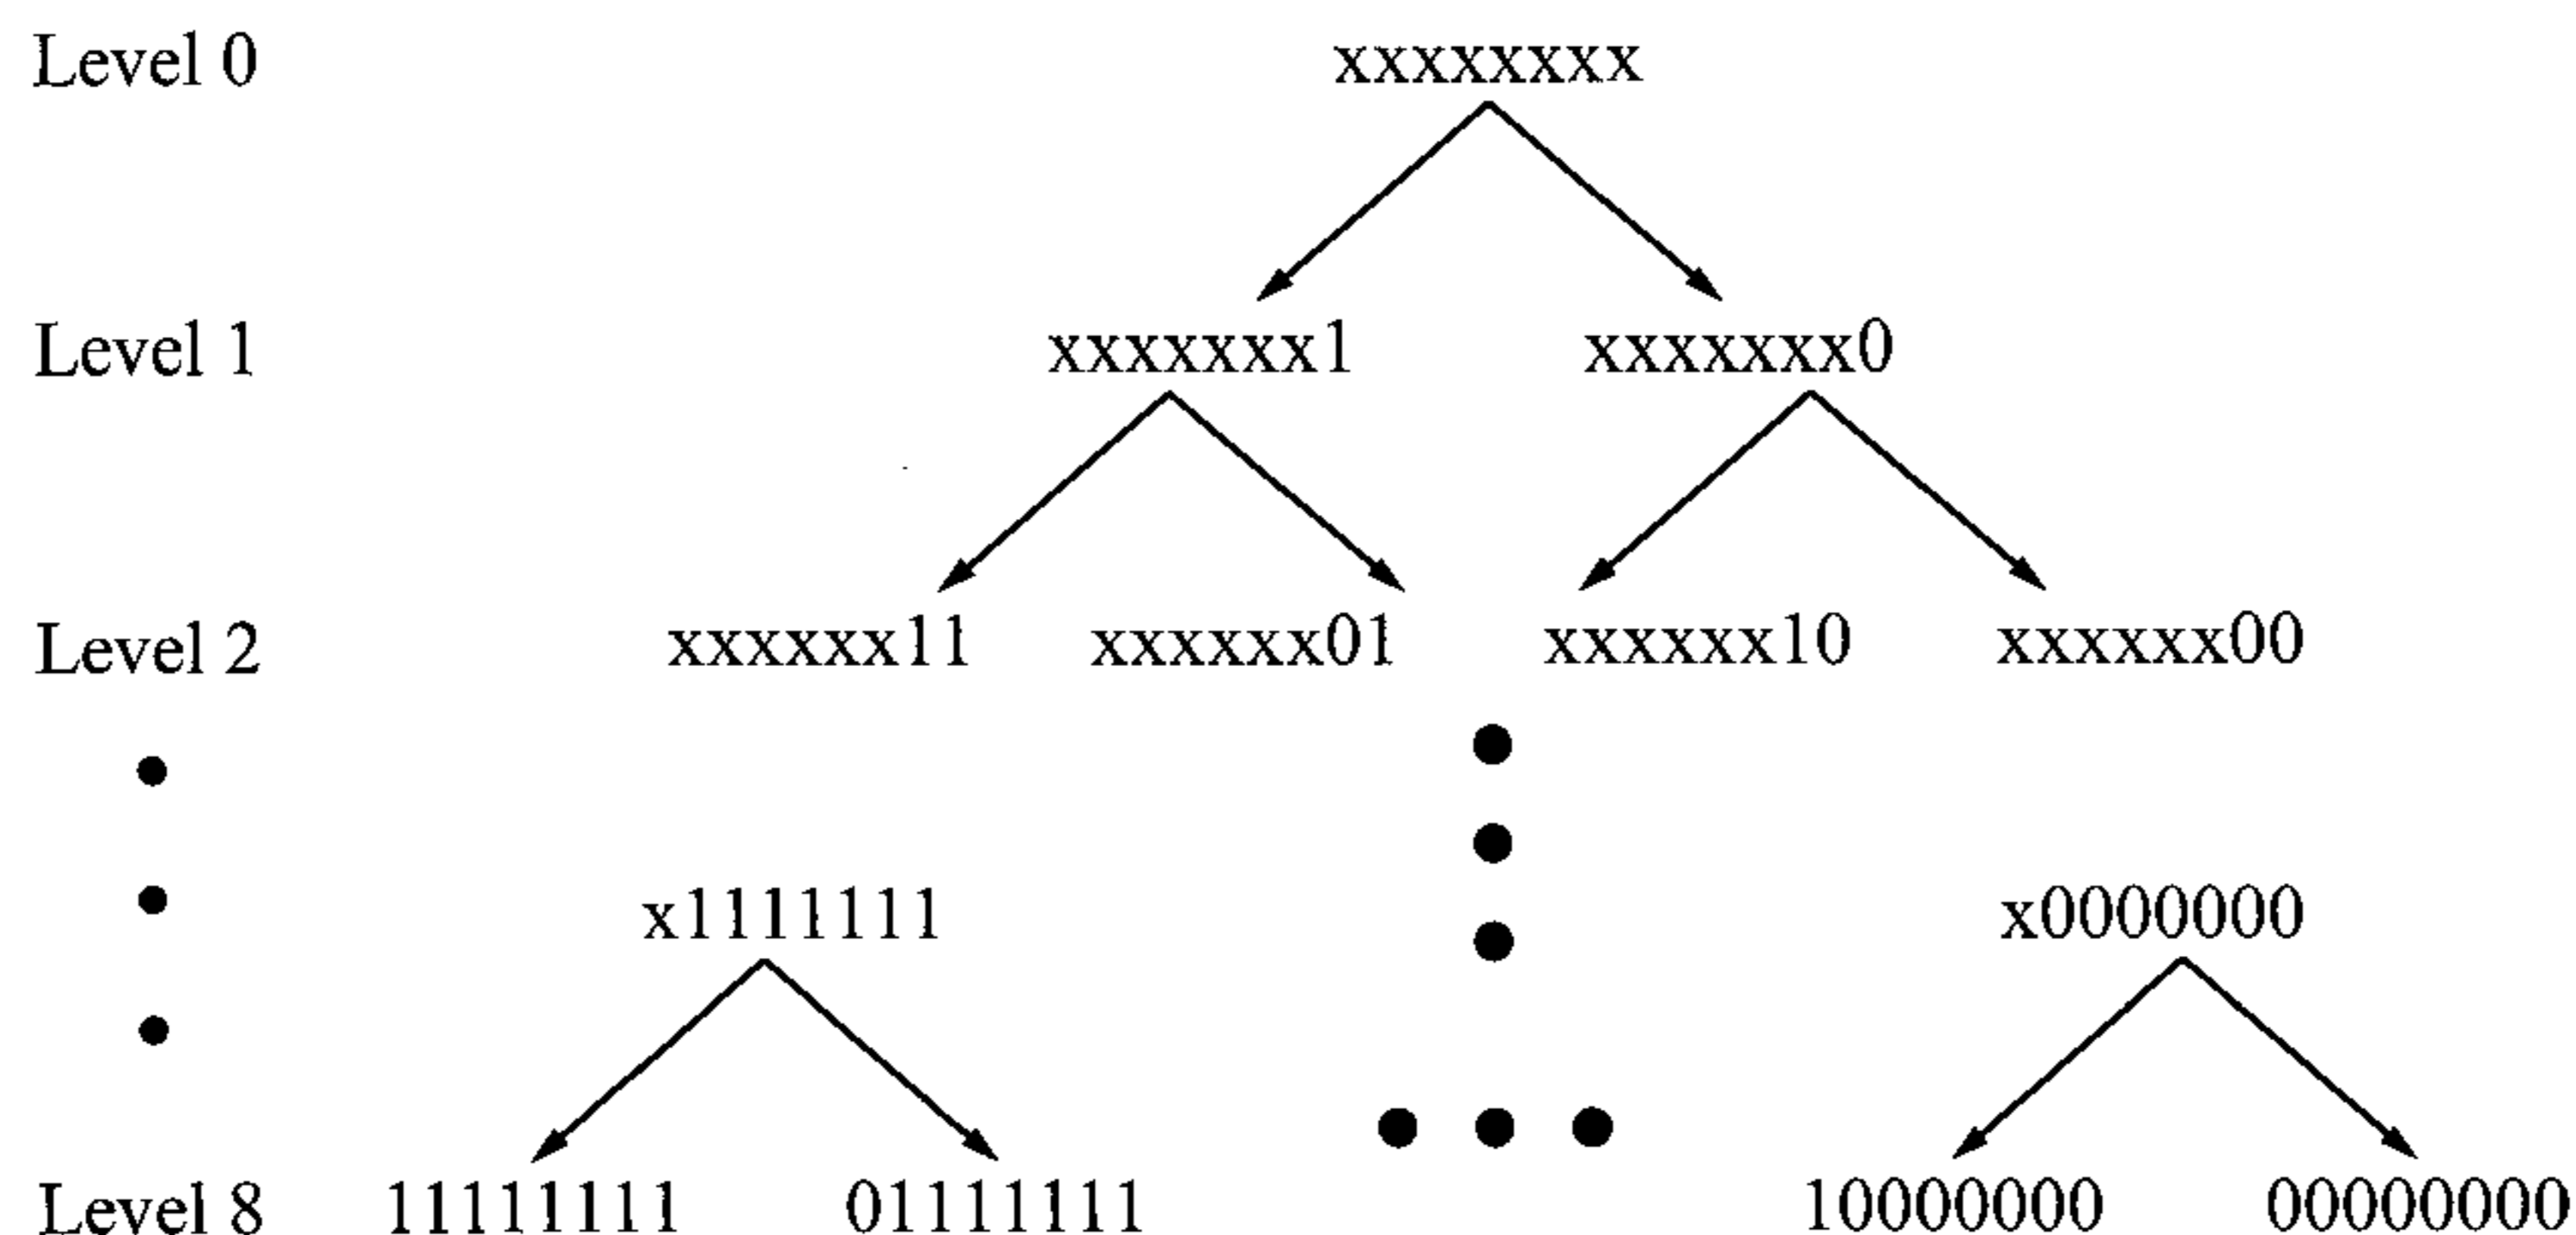 Level 0 xxxxxxxx
Level 1 xxxxxxx1 xxxxxxx0
Level 2 xxxxxx11 xxxxxx01 xxxxxx10 xxxxxx00
x1111111 x0000000
Level 8 11111111 01111111 10000000 00000000